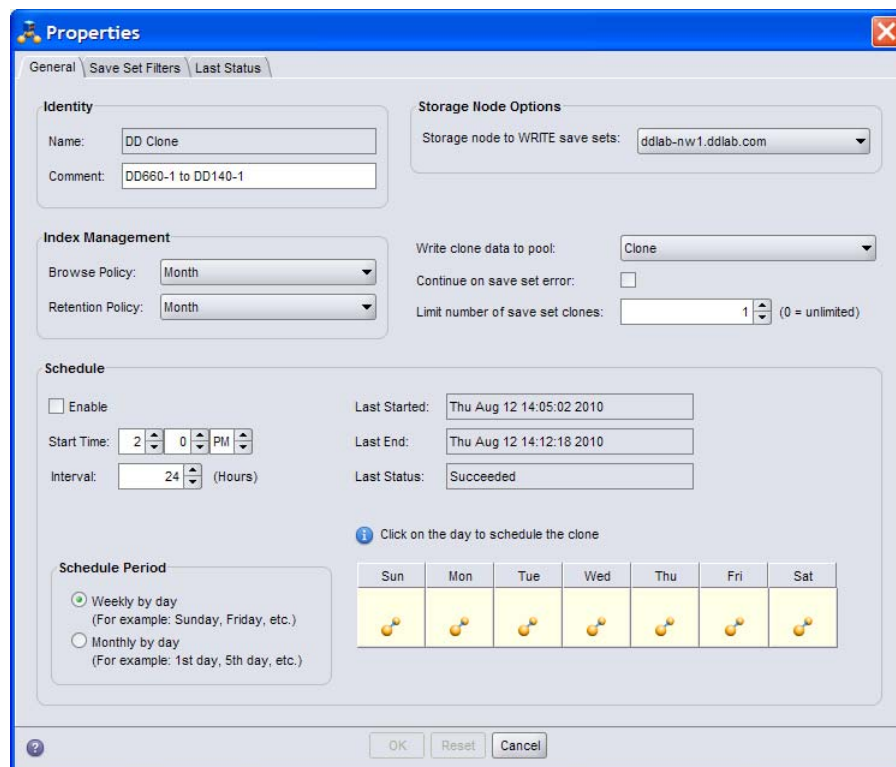 Properties
General Save Set Filters Last Status
Identity
Name: DD Clone
Comment: DD660-1 to DD140-1
Storage Node Options
Storage node to WRITE save sets: ddlab-nw1.ddlab.com
Index Management
Browse Policy: Month
Retention Policy: Month
Write clone data to pool: Clone
Continue on save set error:
Limit number of save set clones: 1 (0 = unlimited)
Schedule
Enable
Start Time: 2 0 PM
Interval: 24 (Hours)
Last Started: Thu Aug 12 14:05:02 2010
Last End: Thu Aug 12 14:12:18 2010
Last Status: Succeeded
Click on the day to schedule the clone
Schedule Period
Weekly by day
(For example: Sunday, Friday, etc.)
Monthly by day
(For example: 1st day, 5th day, etc.)
Sun Mon Tue Wed Thu Fri Sat
? OK Reset Cancel